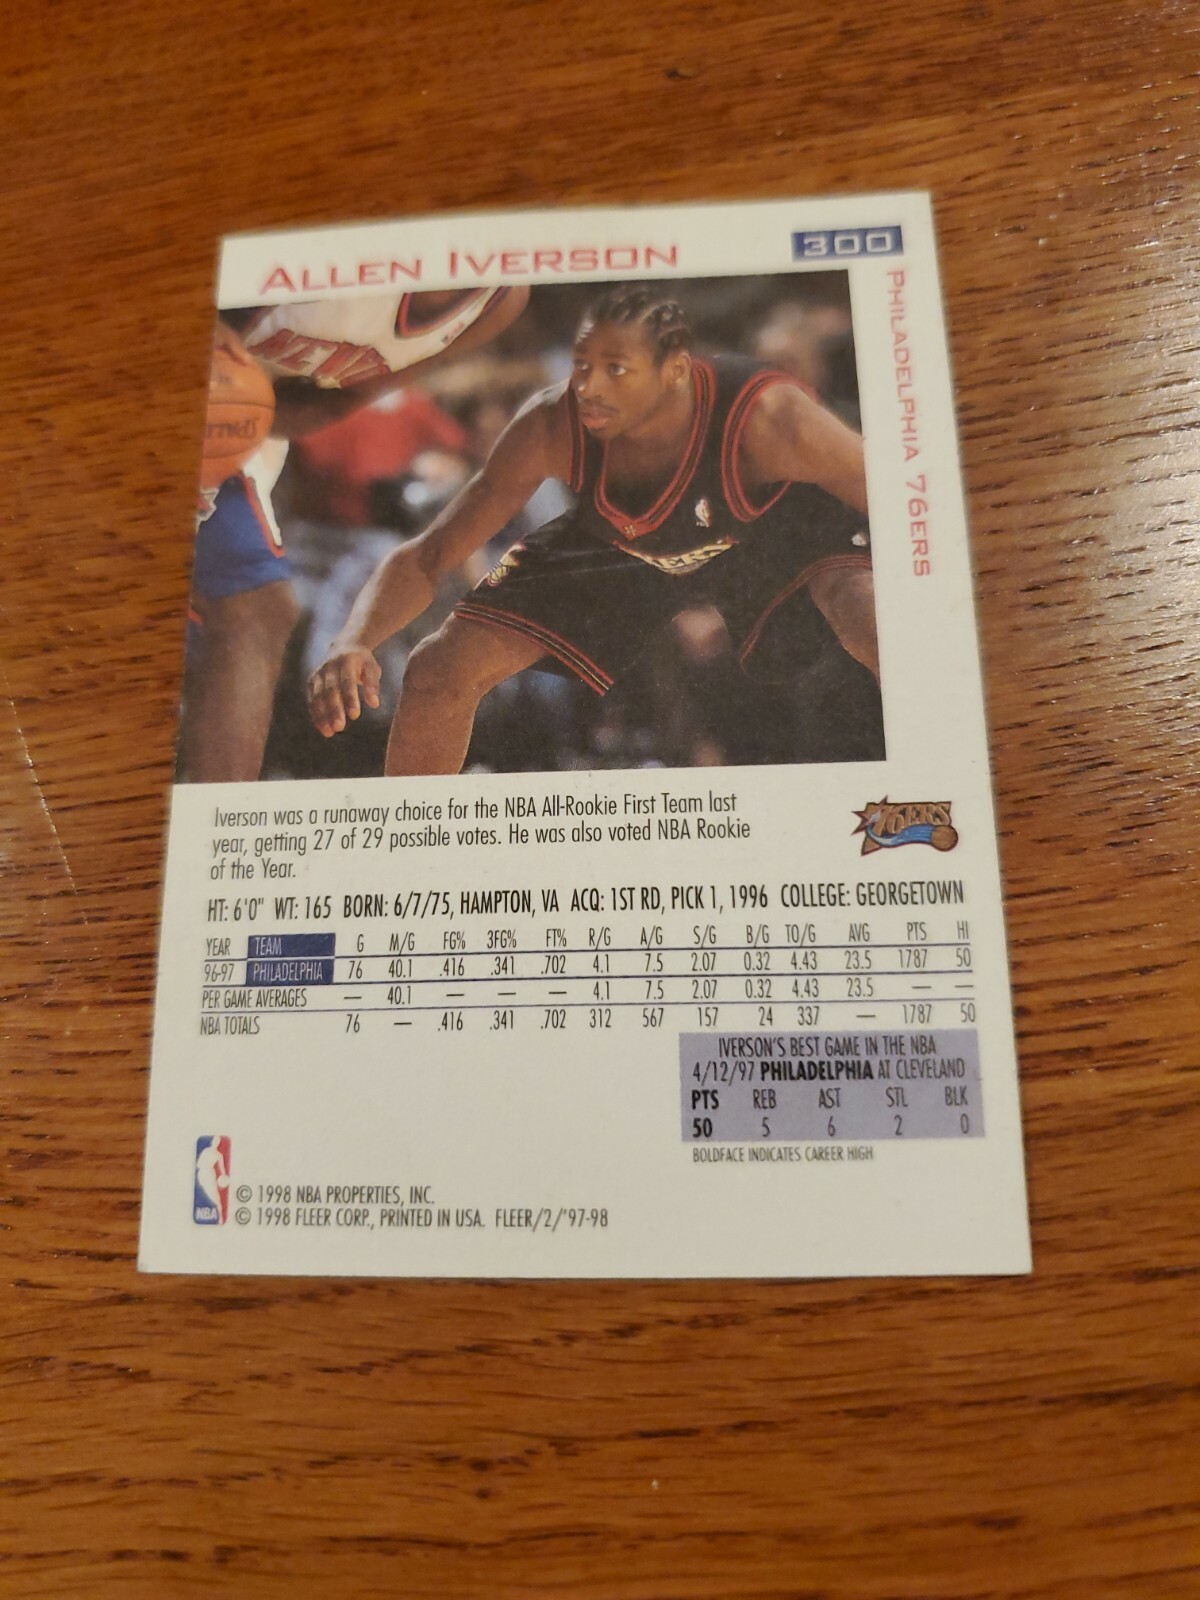 ALLEN IVERSON
300
PHILADELPHIA 76ERS
NEW
ERS
Iverson was a runaway choice for the NBA All-Rookie First Team last
year, getting 27 of 29 possible votes. He was also voted NBA Rookie
of the Year.
76ERS
HT: 6'0" WT: 165 BORN: 6/7/75, HAMPTON, VA ACQ: 1ST RD, PICK 1, 1996 COLLEGE: GEORGETOWN
YEAR TEAM G M/G FG% 3FG% FT% R/G A/G S/G B/G TO/G AVG PTS HI
96-97 PHILADELPHIA 76 40.1 .416 .341 .702 4.1 7.5 2.07 0.32 4.43 23.5 1787 50
PER GAME AVERAGES — 40.1 — — — 4.1 7.5 2.07 0.32 4.43 23.5 — —
NBA TOTALS 76 — .416 .341 .702 312 567 157 24 337 — 1787 50
IVERSON'S BEST GAME IN THE NBA
4/12/97 PHILADELPHIA AT CLEVELAND
PTS REB AST STL BLK
50 5 6 2 0
BOLDFACE INDICATES CAREER HIGH
NBA
© 1998 NBA PROPERTIES, INC.
© 1998 FLEER CORP., PRINTED IN USA. FLEER/2/'97-98